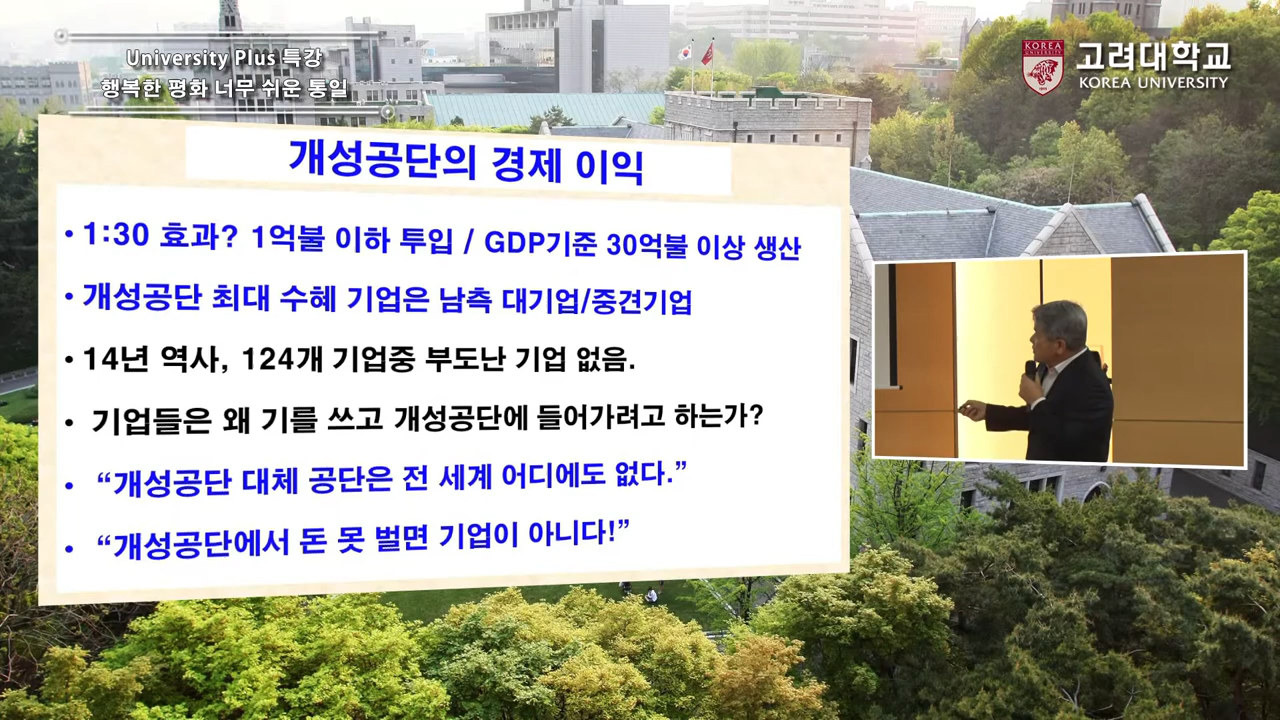 University Plus 특강
행복한 평화 너무 쉬운 통일
KOREA
UNIVERSITY
고려대학교
KOREA UNIVERSITY
개성공단의 경제 이익
• 1:30 효과? 1억불 이하 투입 / GDP기준 30억불 이상 생산
• 개성공단 최대 수혜 기업은 남측 대기업/중견기업
• 14년 역사, 124개 기업중 부도난 기업 없음.
• 기업들은 왜 기를 쓰고 개성공단에 들어가려고 하는가?
• “개성공단 대체 공단은 전 세계 어디에도 없다.”
• “개성공단에서 돈 못 벌면 기업이 아니다!”